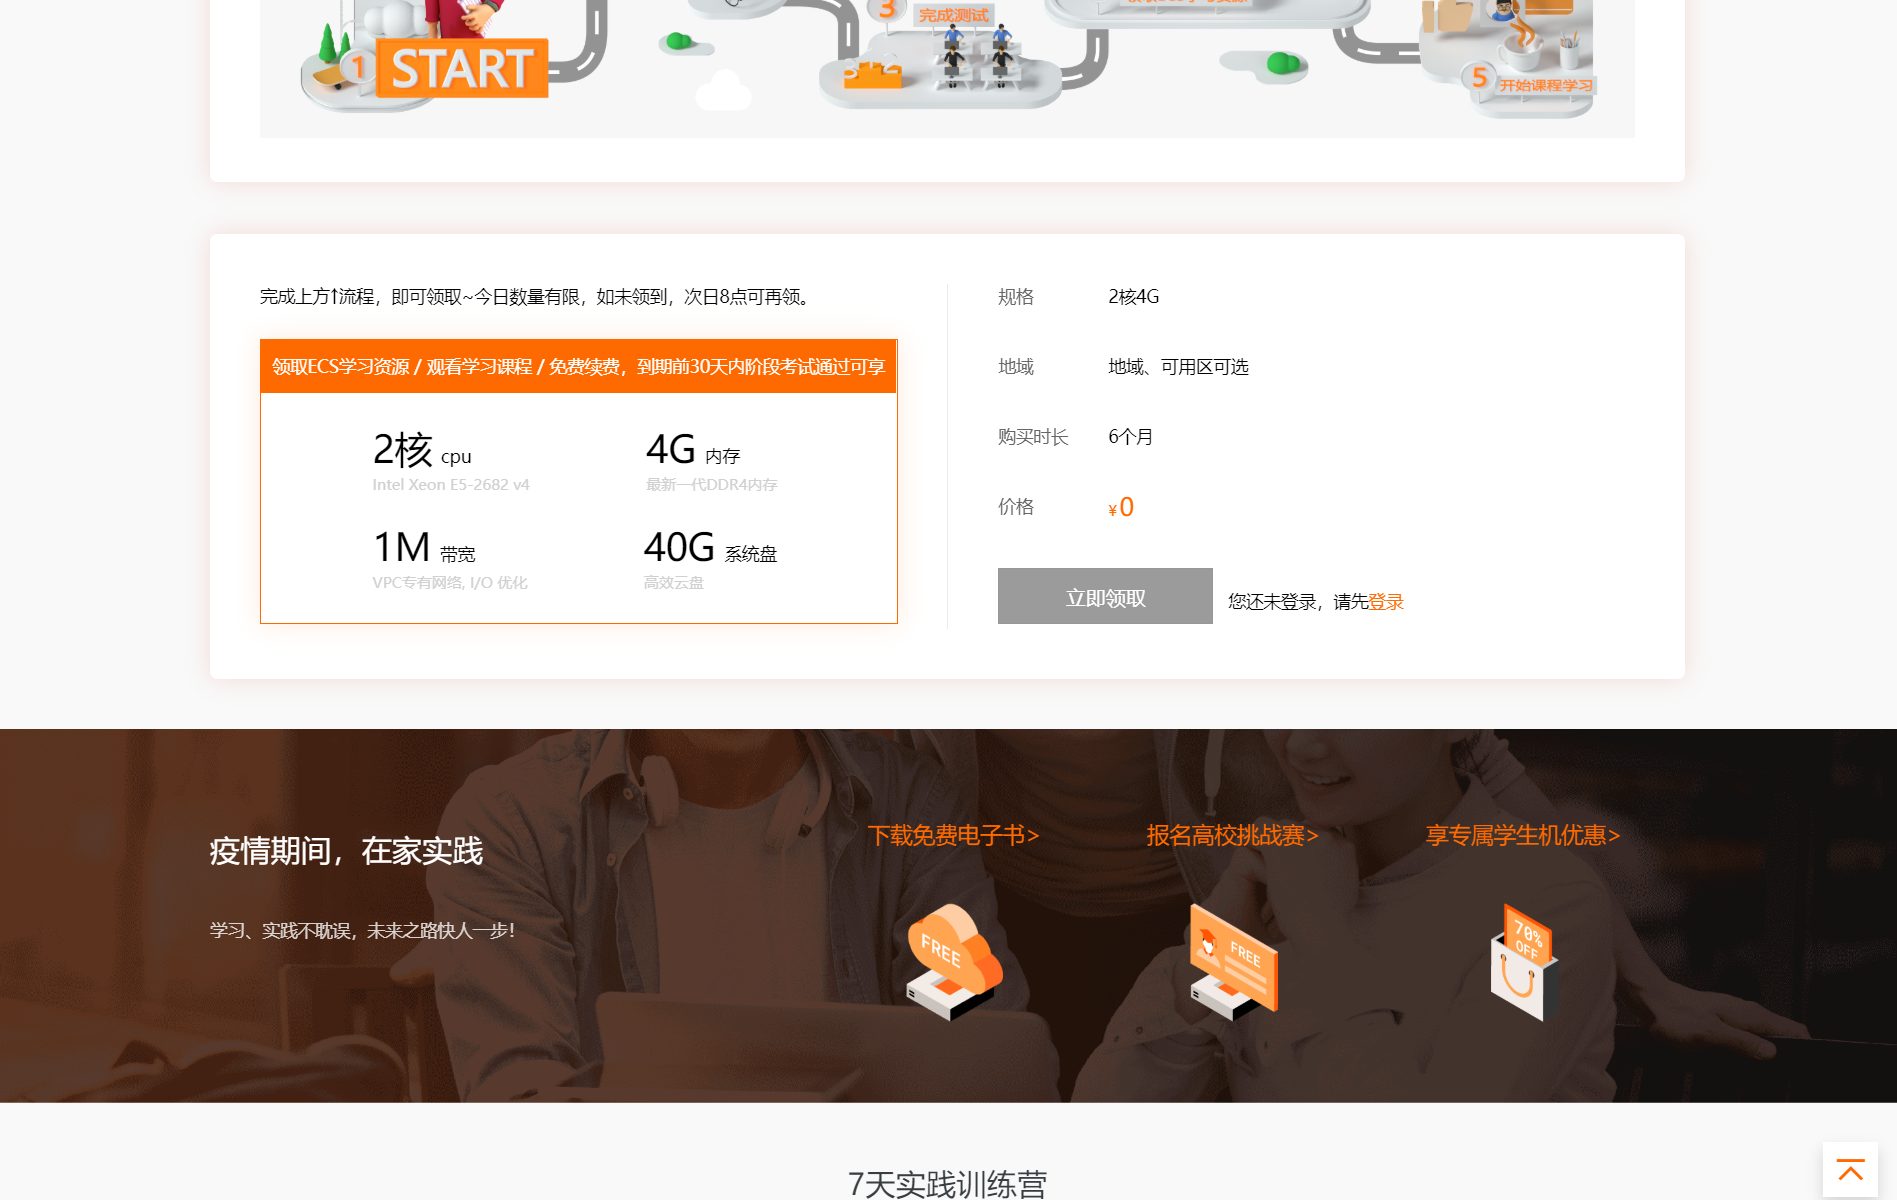 3
完成测试
1 START
5 开始课程学习
完成上方↑流程，即可领取~今日数量有限，如未领到，次日8点可再领。
领取ECS学习资源 / 观看学习课程 / 免费续费，到期前30天内阶段考试通过可享
2核 cpu
Intel Xeon E5-2682 v4
4G 内存
最新一代DDR4内存
1M 带宽
VPC专有网络, I/O 优化
40G 系统盘
高效云盘
规格 2核4G
地域 地域、可用区可选
购买时长 6个月
价格 ¥0
立即领取 您还未登录，请先登录
疫情期间，在家实践
学习、实践不耽误，未来之路快人一步！
下载免费电子书>
FREE
报名高校挑战赛>
FREE
享专属学生机优惠>
70%
OFF
7天实践训练营